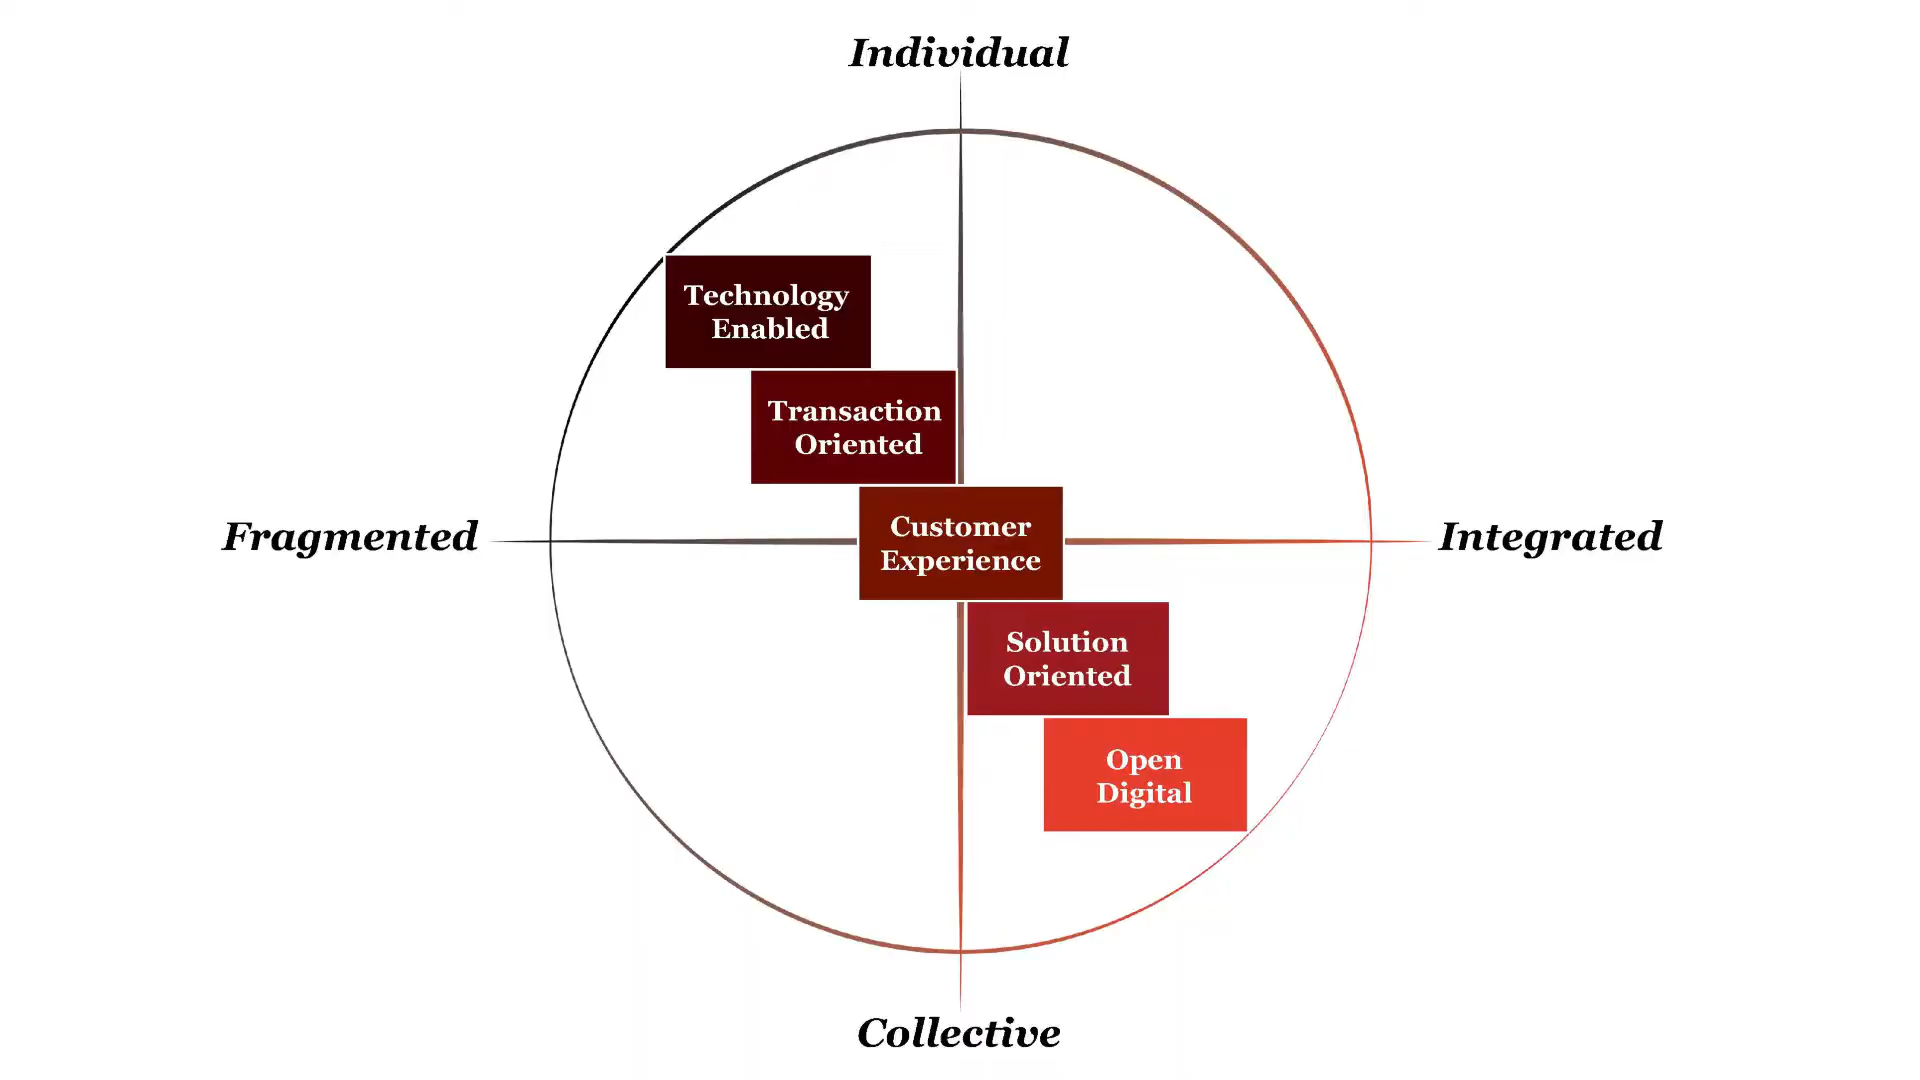 Individual
Technology
Enabled
Transaction
Oriented
Fragmented
Customer
Experience
Integrated
Solution
Oriented
Open
Digital
Collective